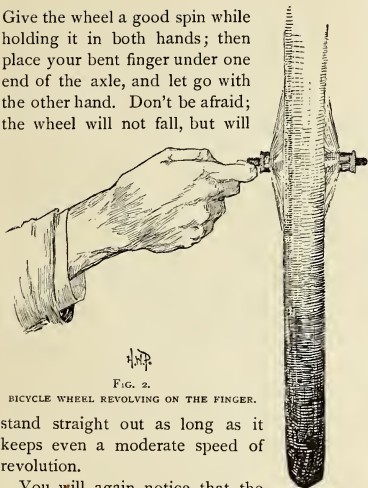 Give the wheel a good spin while
holding it in both hands; then
place your bent finger under one
end of the axle, and let go with
the other hand. Don't be afraid;
the wheel will not fall, but will
H.W.P.
FIG. 2.
BICYCLE WHEEL REVOLVING ON THE FINGER.
stand straight out as long as it
keeps even a moderate speed of
revolution.
You will again notice that the